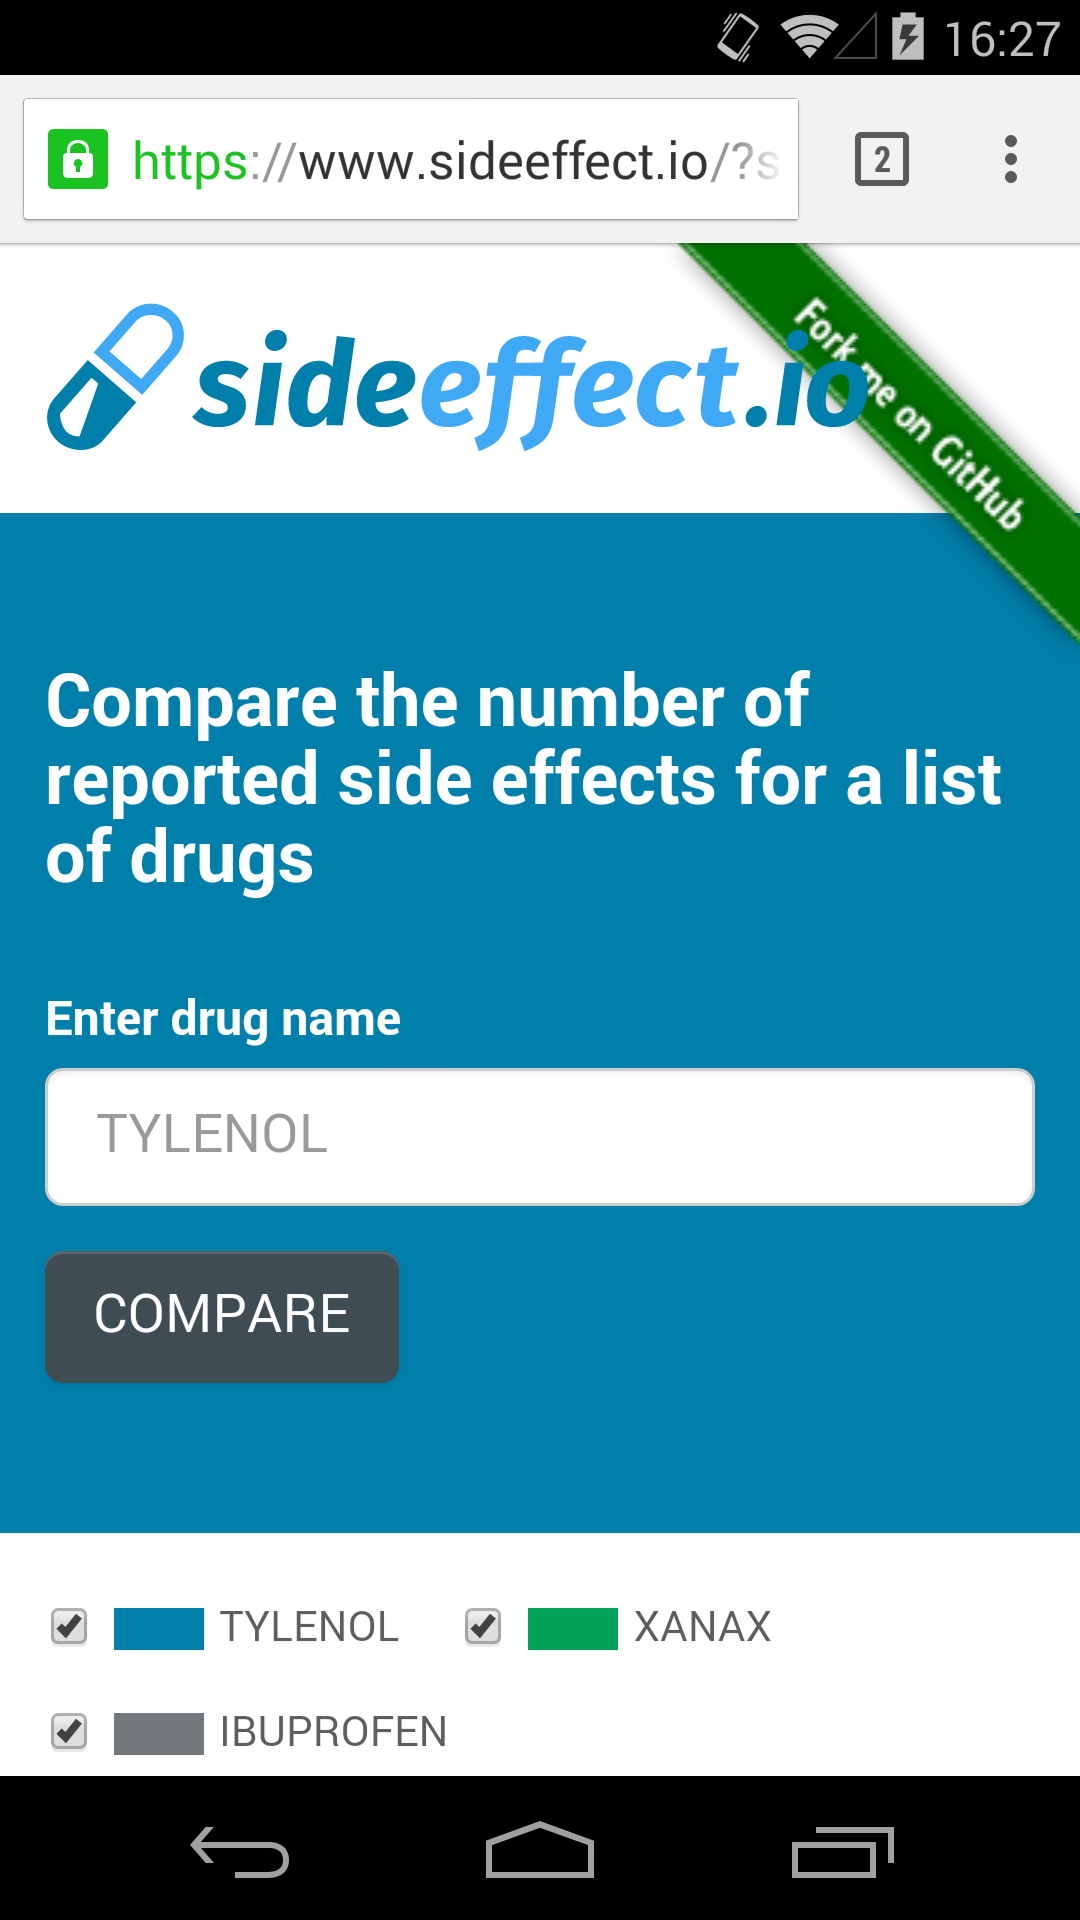 16:27
https://www.sideeffect.io/?s
2
sideeffect.io
Fork me on GitHub
Compare the number of
reported side effects for a list
of drugs
Enter drug name
TYLENOL
COMPARE
TYLENOL
XANAX
IBUPROFEN